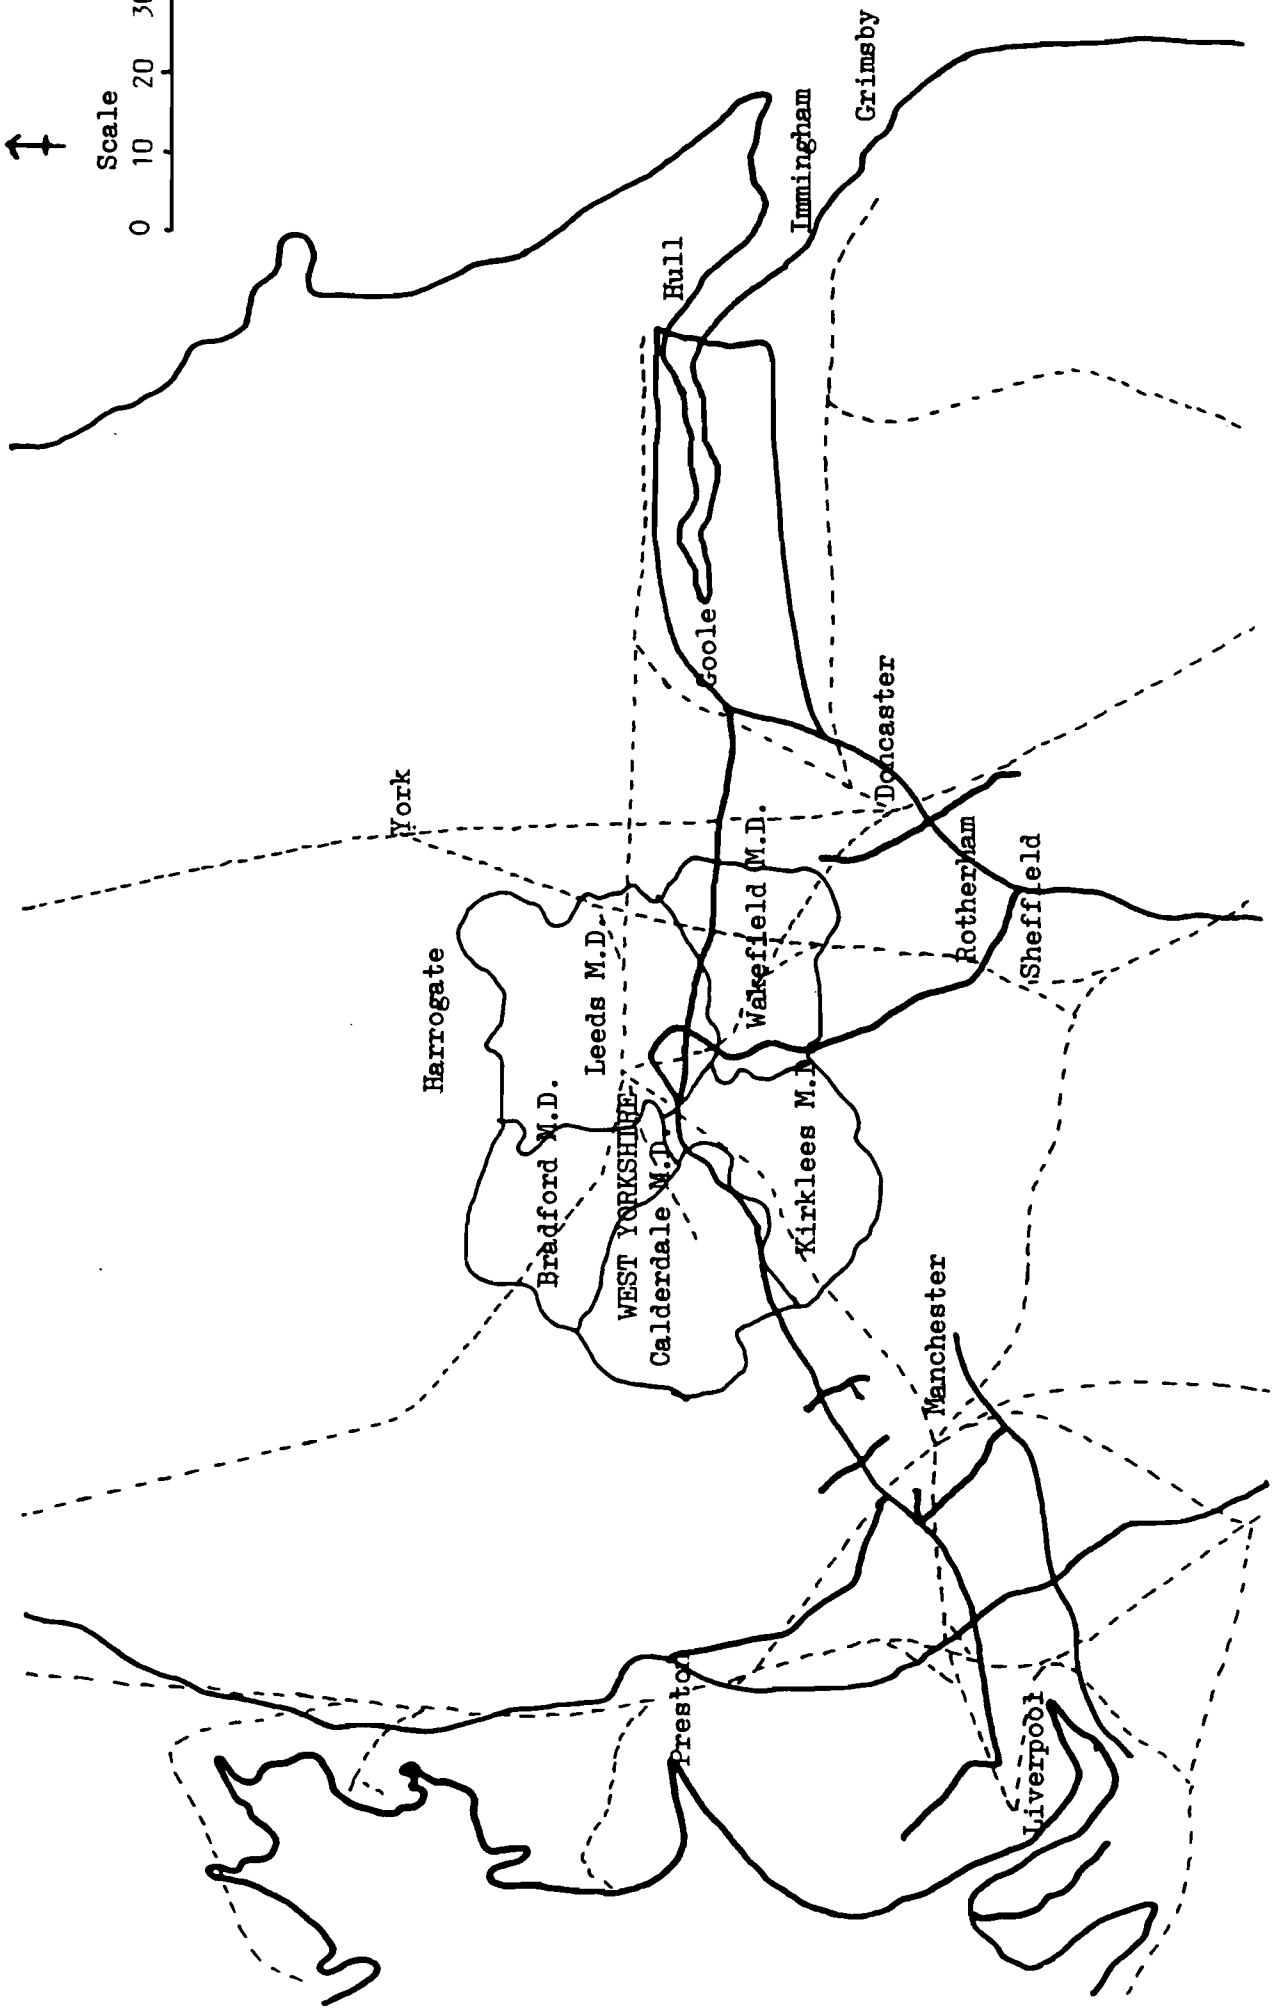 Scale
0 10 20 30
Harrogate
York
Bradford M.D.
Leeds M.D.
WEST YORKSHIRE
Calderdale M.D.
Hull
Preston
Goole
Wakefield M.D.
Immingham
Kirklees M.D
Grimsby
Doncaster
Manchester
Rotherham
Sheffield
Liverpool